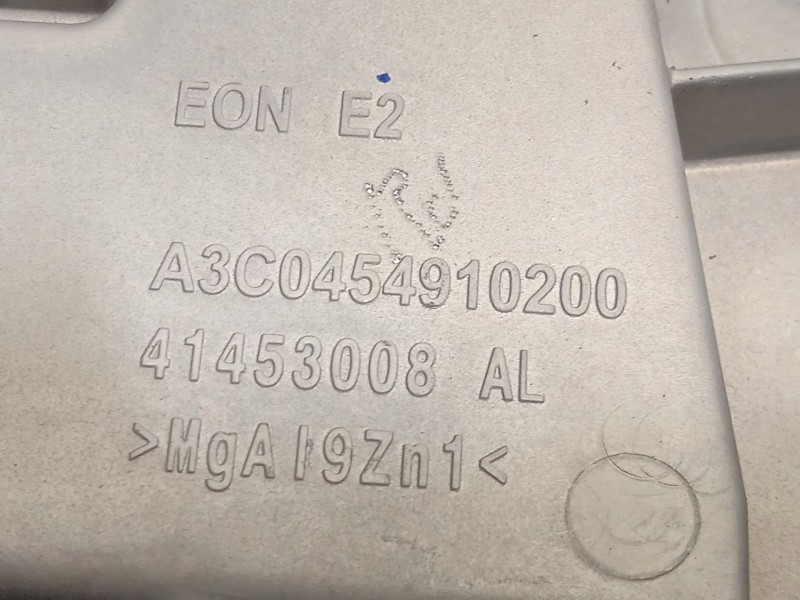 EON E2
A3C0454910200
41453008 AL
>MgAl9Zn1<